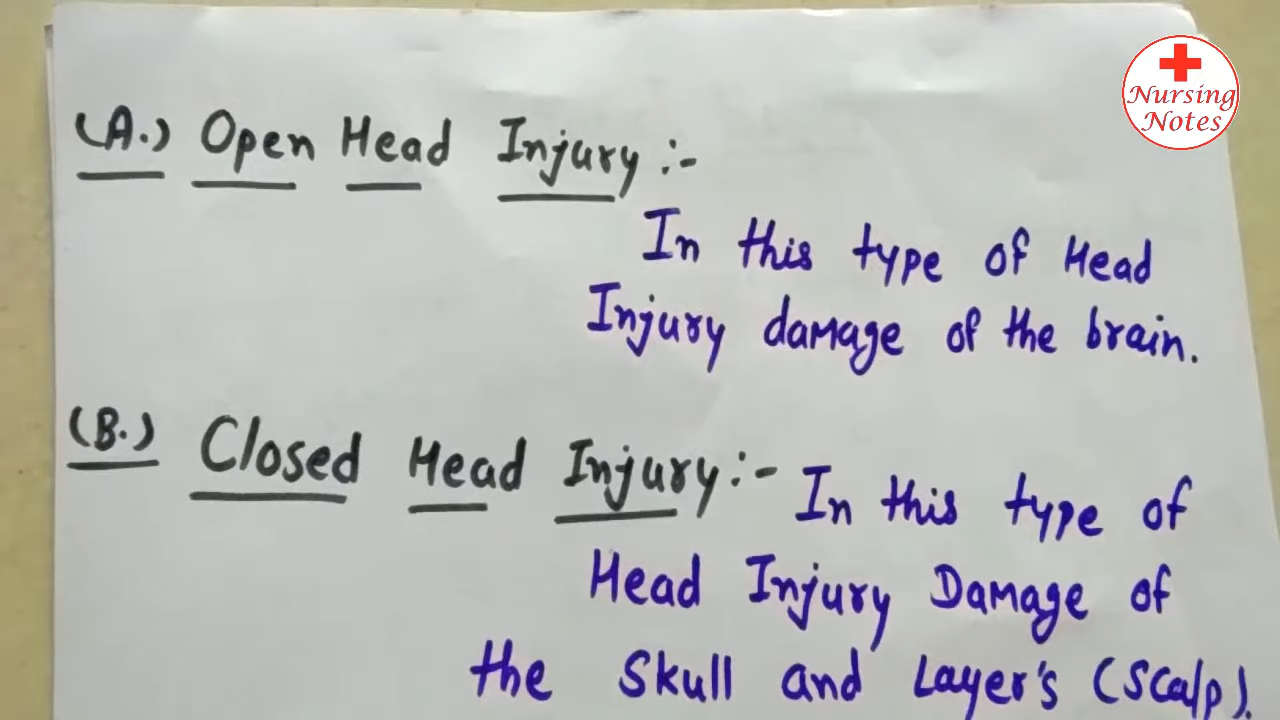 Nursing
Notes
(A.) Open Head Injury :-
In this type of Head
Injury damage of the brain.
(B.) Closed Head Injury :- In this type of
Head Injury Damage of
the Skull and Layer's (Scalp).